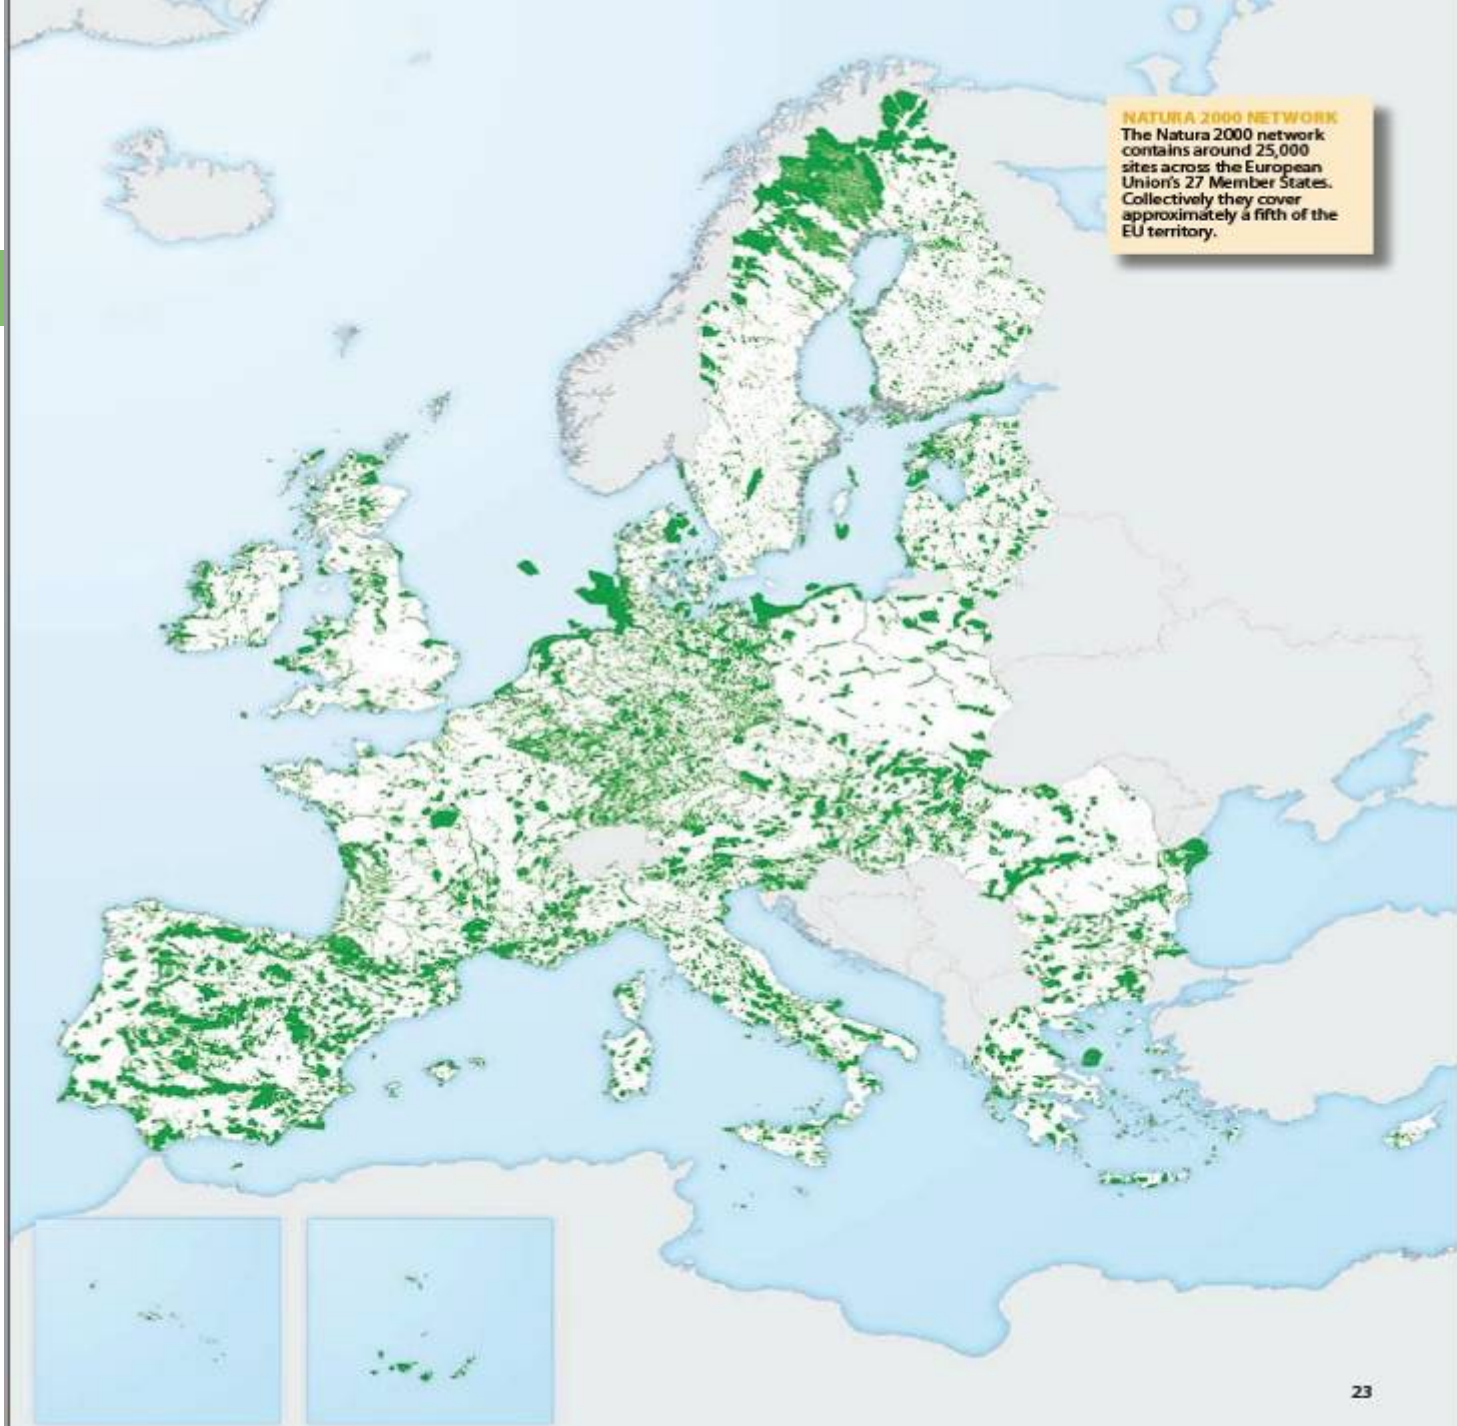 NATURA 2000 NETWORK
The Natura 2000 network
contains around 25,000
sites across the European
Union's 27 Member States.
Collectively they cover
approximately a fifth of the
EU territory.
23